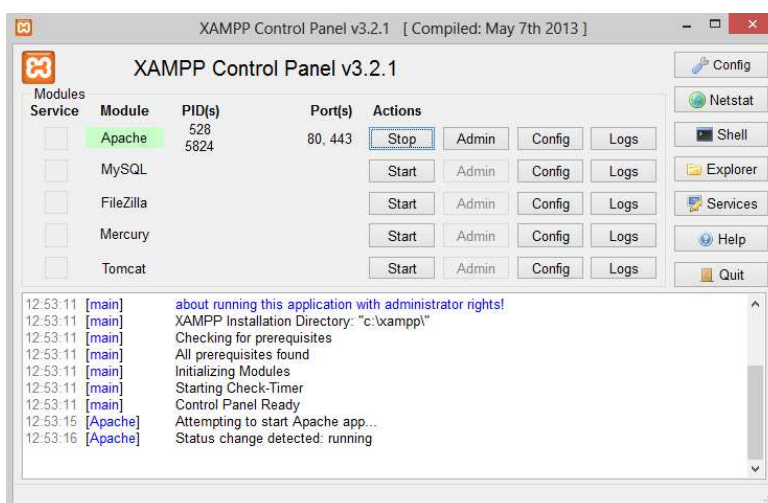 XAMPP Control Panel v3.2.1 [ Compiled: May 7th 2013 ]
XAMPP Control Panel v3.2.1
Config
Modules
Service Module PID(s) Port(s) Actions
Netstat
Apache 528 5824 80, 443 Stop Admin Config Logs
Shell
MySQL Start Admin Config Logs
Explorer
FileZilla Start Admin Config Logs
Services
Mercury Start Admin Config Logs
Help
Tomcat Start Admin Config Logs
Quit
12:53:11 [main] about running this application with administrator rights!
12:53:11 [main] XAMPP Installation Directory: "c:\xampp\"
12:53:11 [main] Checking for prerequisites
12:53:11 [main] All prerequisites found
12:53:11 [main] Initializing Modules
12:53:11 [main] Starting Check-Timer
12:53:11 [main] Control Panel Ready
12:53:15 [Apache] Attempting to start Apache app...
12:53:16 [Apache] Status change detected: running